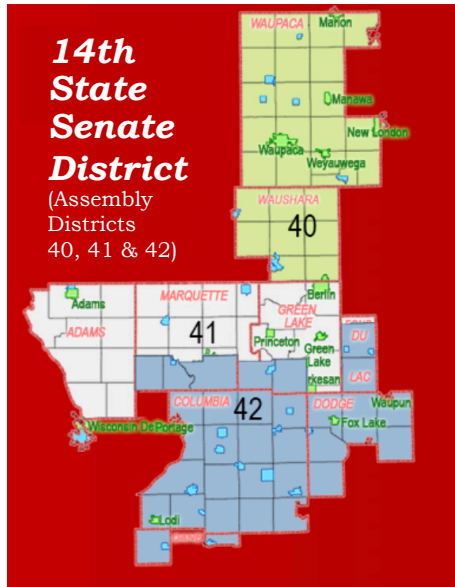 14th
State
Senate
District
(Assembly
Districts
40, 41 & 42)
WAUPACA
Marion
Manawa
New London
Waupaca
Weyauwega
WAUSHARA
40
Berlin
MARQUETTE
Adams
ADAMS
41
GREEN
LAKE
Princeton
Green
Lake
rkesan
DU
LAC
COLUMBIA
42
DODGE
Waupun
Fox Lake
Wisconsin DePortage
Lodi